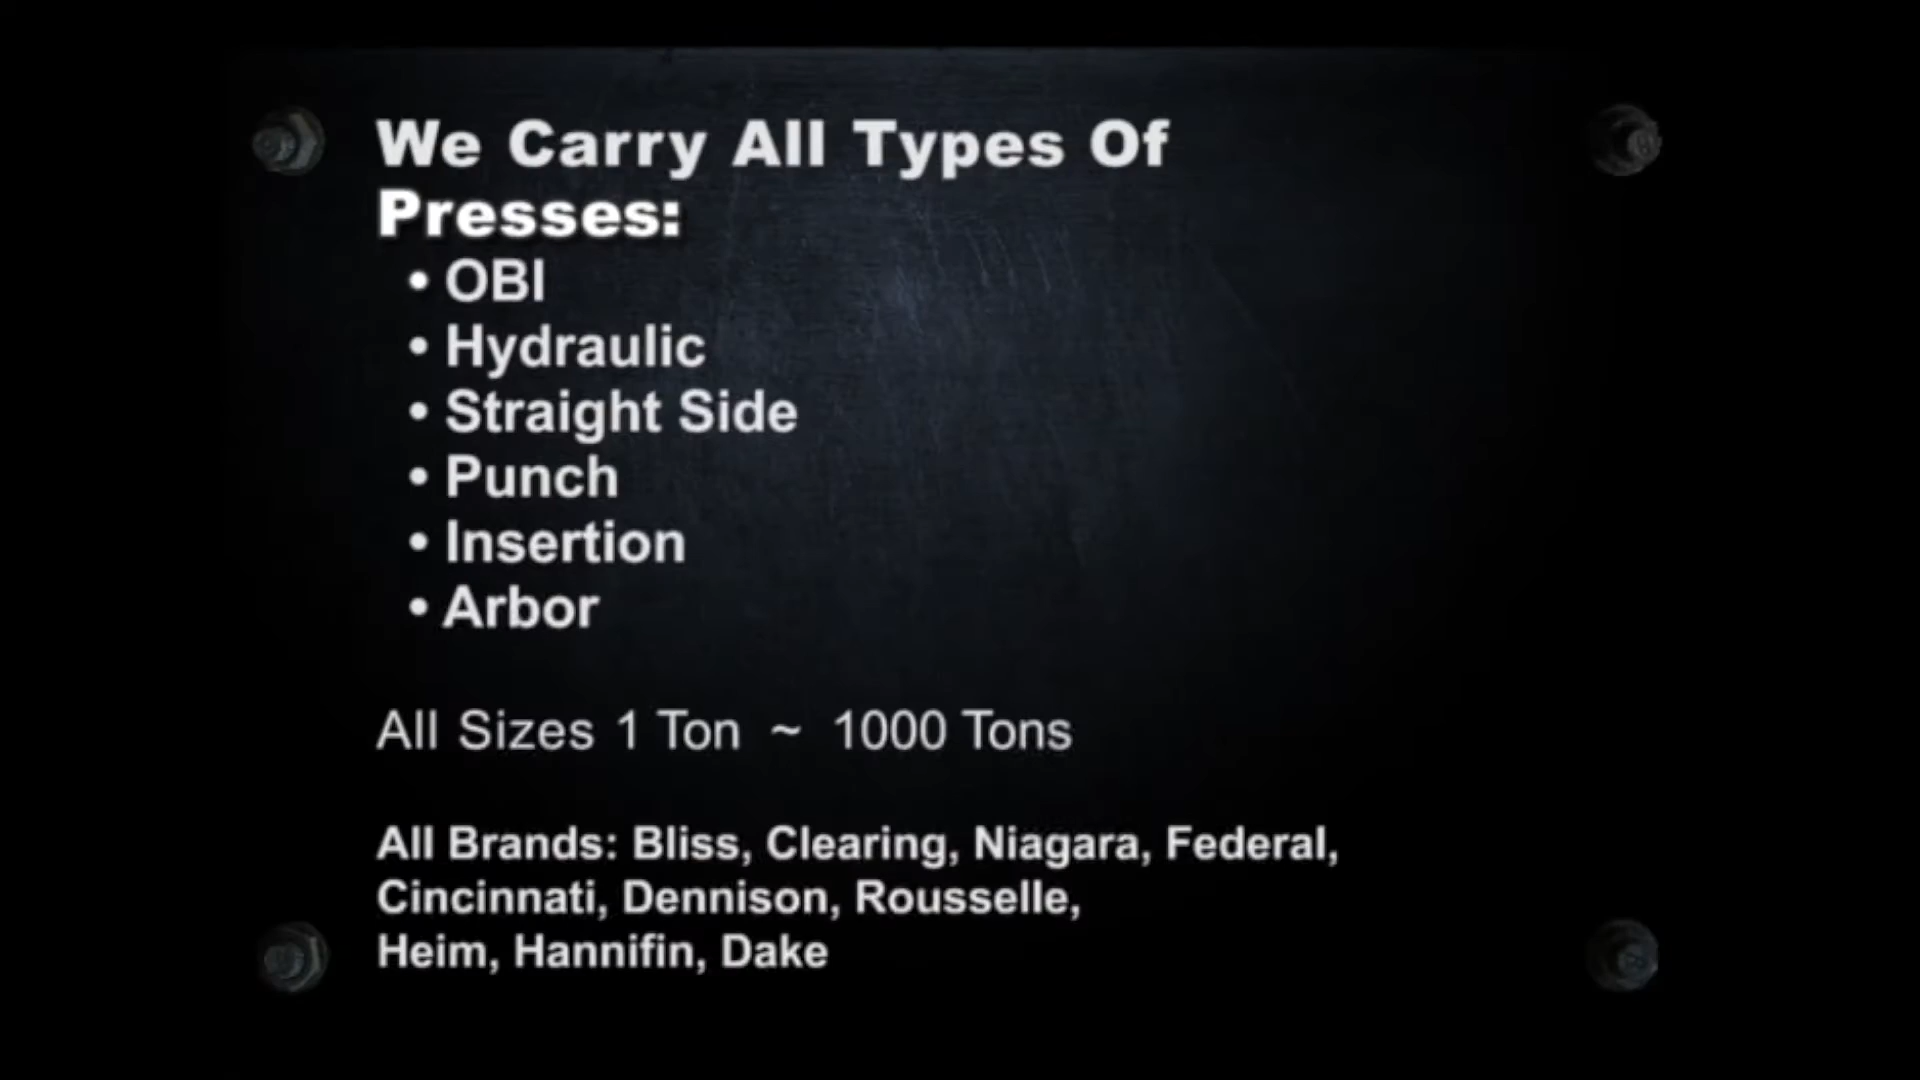 We Carry All Types Of
Presses:
• OBI
• Hydraulic
• Straight Side
• Punch
• Insertion
• Arbor
All Sizes 1 Ton ~ 1000 Tons
All Brands: Bliss, Clearing, Niagara, Federal,
Cincinnati, Dennison, Rousselle,
Heim, Hannifin, Dake